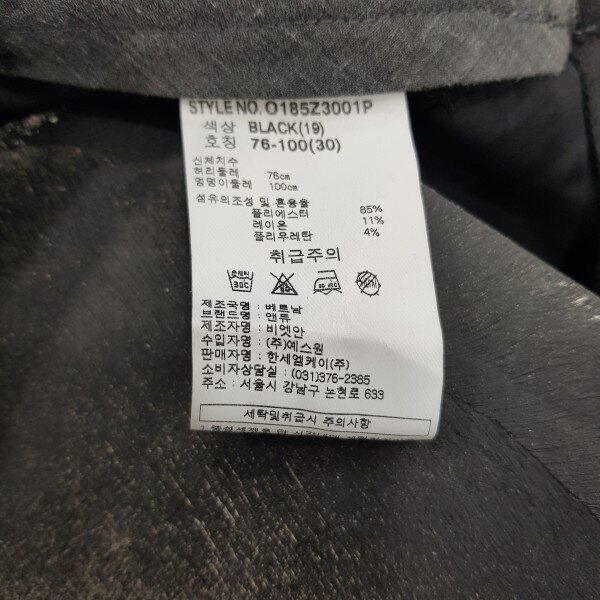 STYLE NO. O185Z3001P
색상 BLACK(19)
호칭 76-100(30)
신체치수
허리둘레 76cm
엉덩이둘레 100cm
섬유의조성 및 혼용율
폴리에스터 85%
레이온 11%
폴리우레탄 4%
취급주의
30℃
제조국명 : 베트남
브랜드명 : 앤듀
제조자명 : 비엣안
수입자명 : (주)예스원
판매자명 : 한세엠케이(주)
소비자상담실 : (031)376-2385
주소 : 서울시 강남구 논현로 633
세탁및취급시 주의사항